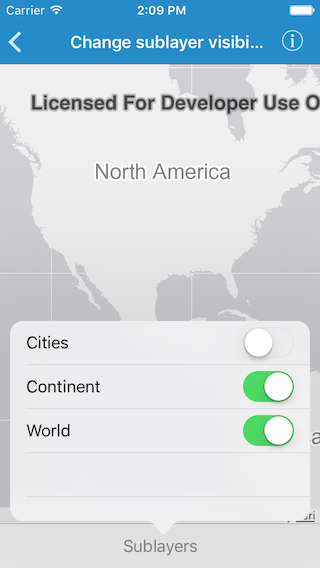 Carrier 2:09 PM
Change sublayer visibi...
Licensed For Developer Use O
North America
Cities
Continent
World
Sublayers